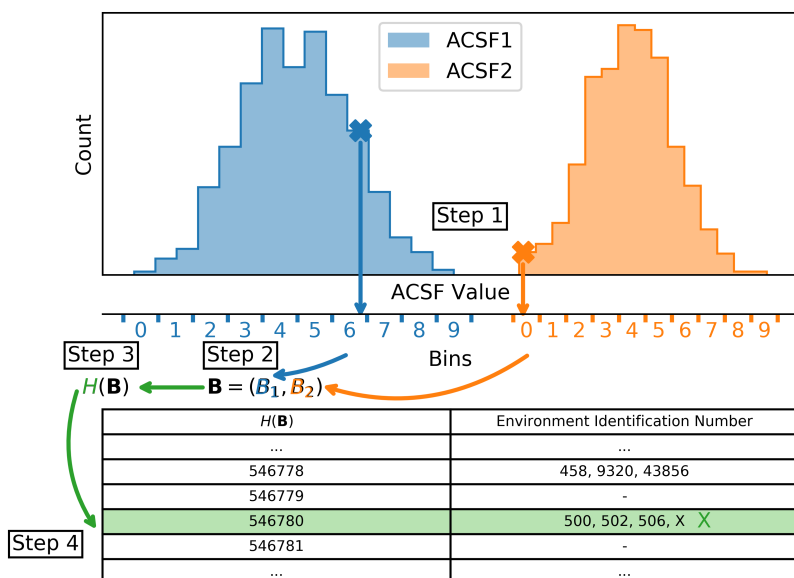 ACSF1
ACSF2
Count
Step 1
ACSF Value
0 1 2 3 4 5 6 7 8 9 0 1 2 3 4 5 6 7 8 9
Bins
Step 3 Step 2
H(B) B = (B₁, B₂)
H(B) Environment Identification Number
... ...
546778 458, 9320, 43856
546779 -
546780 500, 502, 506, X X
Step 4
546781 -
... ...